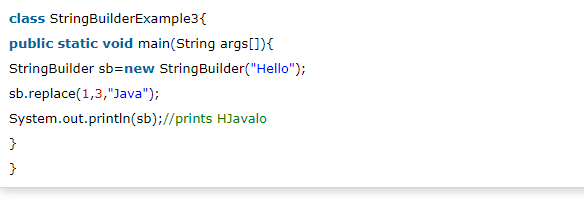 class StringBuilderExample3{
public static void main(String args[]){
StringBuilder sb=new StringBuilder("Hello");
sb.replace(1,3,"Java");
System.out.println(sb);//prints HJavalo
}
}